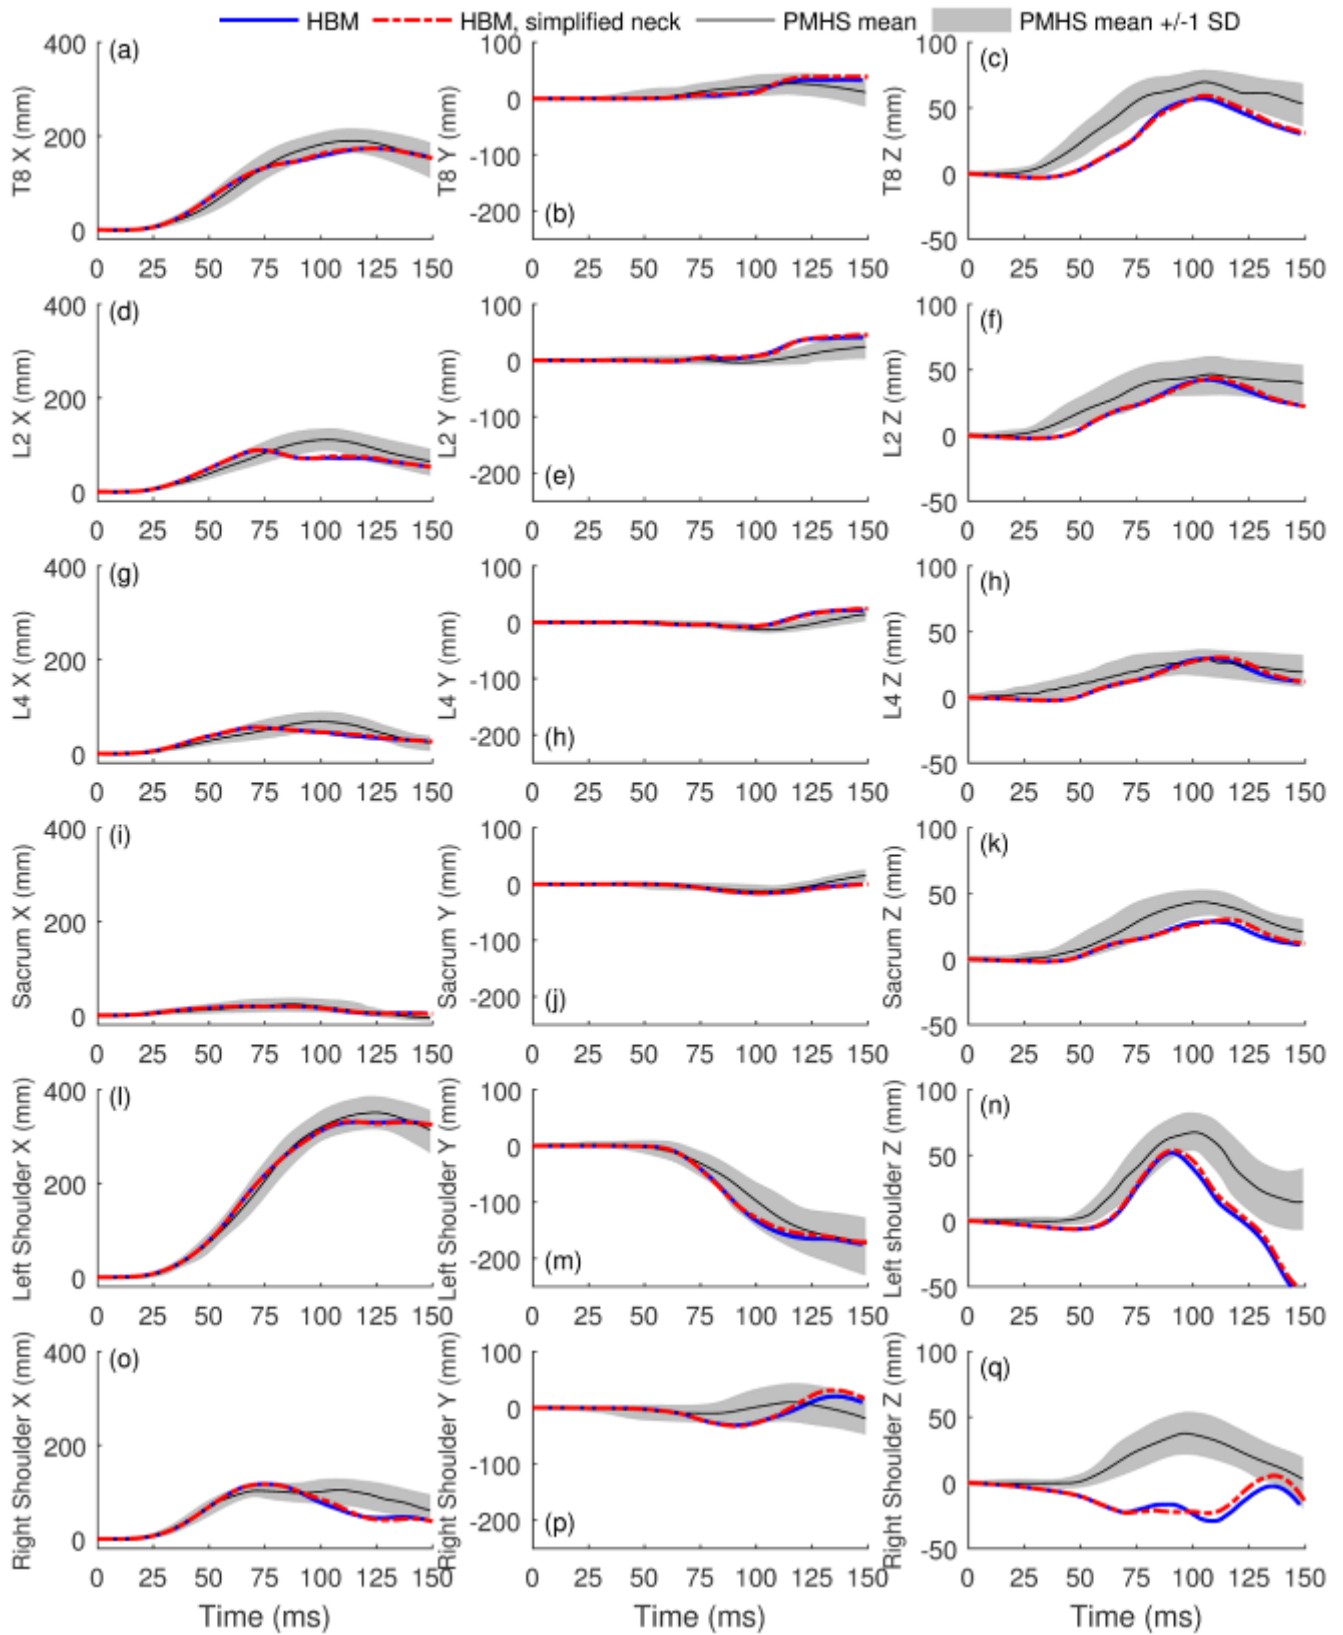 HBM HBM, simplified neck PMHS mean PMHS mean +/-1 SD
400 200 0 T8 X (mm) (a) 0 25 50 75 100 125 150
100 0 -100 -200 T8 Y (mm) (b) 0 25 50 75 100 125 150
100 50 0 -50 T8 Z (mm) (c) 0 25 50 75 100 125 150
400 200 0 L2 X (mm) (d) 0 25 50 75 100 125 150
100 0 -100 -200 L2 Y (mm) (e) 0 25 50 75 100 125 150
100 50 0 -50 L2 Z (mm) (f) 0 25 50 75 100 125 150
400 200 0 L4 X (mm) (g) 0 25 50 75 100 125 150
100 0 -100 -200 L4 Y (mm) (h) 0 25 50 75 100 125 150
100 50 0 -50 L4 Z (mm) (h) 0 25 50 75 100 125 150
400 200 0 Sacrum X (mm) (i) 0 25 50 75 100 125 150
100 0 -100 -200 Sacrum Y (mm) (j) 0 25 50 75 100 125 150
100 50 0 -50 Sacrum Z (mm) (k) 0 25 50 75 100 125 150
400 200 0 Left Shoulder X (mm) (l) 0 25 50 75 100 125 150
100 0 -100 -200 Left Shoulder Y (mm) (m) 0 25 50 75 100 125 150
100 50 0 -50 Left shoulder Z (mm) (n) 0 25 50 75 100 125 150
400 200 0 Right Shoulder X (mm) (o) 0 25 50 75 100 125 150
Time (ms)
100 0 -100 -200 Right Shoulder Y (mm) (p) 0 25 50 75 100 125 150
Time (ms)
100 50 0 -50 Right Shoulder Z (mm) (q) 0 25 50 75 100 125 150
Time (ms)